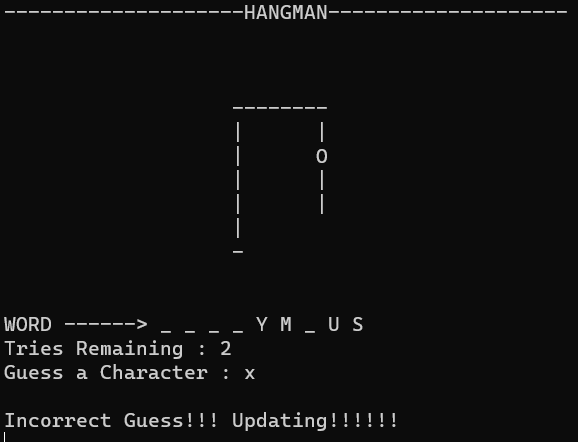 --------------------HANGMAN--------------------
--------
|      |
|      O
|      |
|      |
|
-
WORD ------> _ _ _ _ Y M _ U S
Tries Remaining : 2
Guess a Character : x
Incorrect Guess!!! Updating!!!!!!